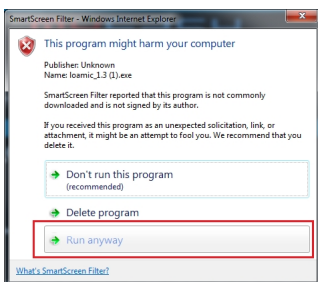 SmartScreen Filter - Windows Internet Explorer
This program might harm your computer
Publisher: Unknown
Name: loamic_1.3 (1).exe
SmartScreen Filter reported that this program is not commonly
downloaded and is not signed by its author.
If you received this program as an unexpected solicitation, link, or
attachment, it might be an attempt to fool you. We recommend that you
delete it.
Don't run this program
(recommended)
Delete program
Run anyway
What's SmartScreen Filter?